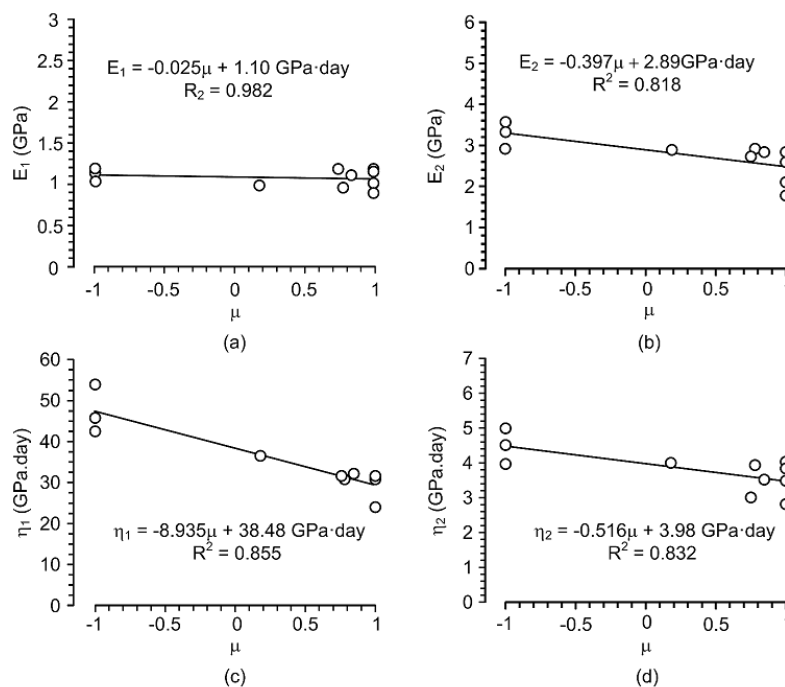 3
2.5
2
1.5
1
0.5
0
E₁ (GPa)
E₁ = -0.025μ + 1.10 GPa·day
R₂ = 0.982
-1 -0.5 0 0.5 1
μ
(a)
6
5
4
3
2
1
0
E₂ (GPa)
E₂ = -0.397μ + 2.89GPa·day
R² = 0.818
-1 -0.5 0 0.5 1
μ
(b)
60
50
40
30
20
10
0
η₁ (GPa.day)
η₁ = -8.935μ + 38.48 GPa·day
R² = 0.855
-1 -0.5 0 0.5 1
μ
(c)
7
6
5
4
3
2
1
0
η₂ (GPa.day)
η₂ = -0.516μ + 3.98 GPa·day
R² = 0.832
-1 -0.5 0 0.5 1
μ
(d)